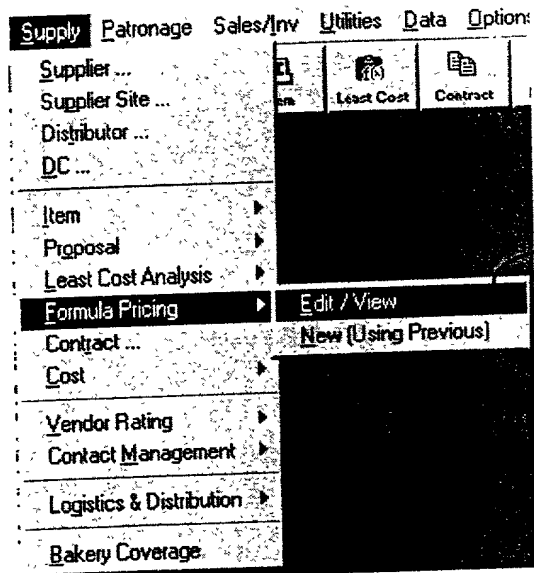 Supply Patronage Sales/Inv Utilities Data Option
Supplier ...
Supplier Site ...
Distributor ...
DC ...
Least Cost
Contract
Item
Proposal
Least Cost Analysis
Formula Pricing
Edit / View
New (Using Previous)
Contract ...
Cost
Vendor Rating
Contact Management
Logistics & Distribution
Bakery Coverage